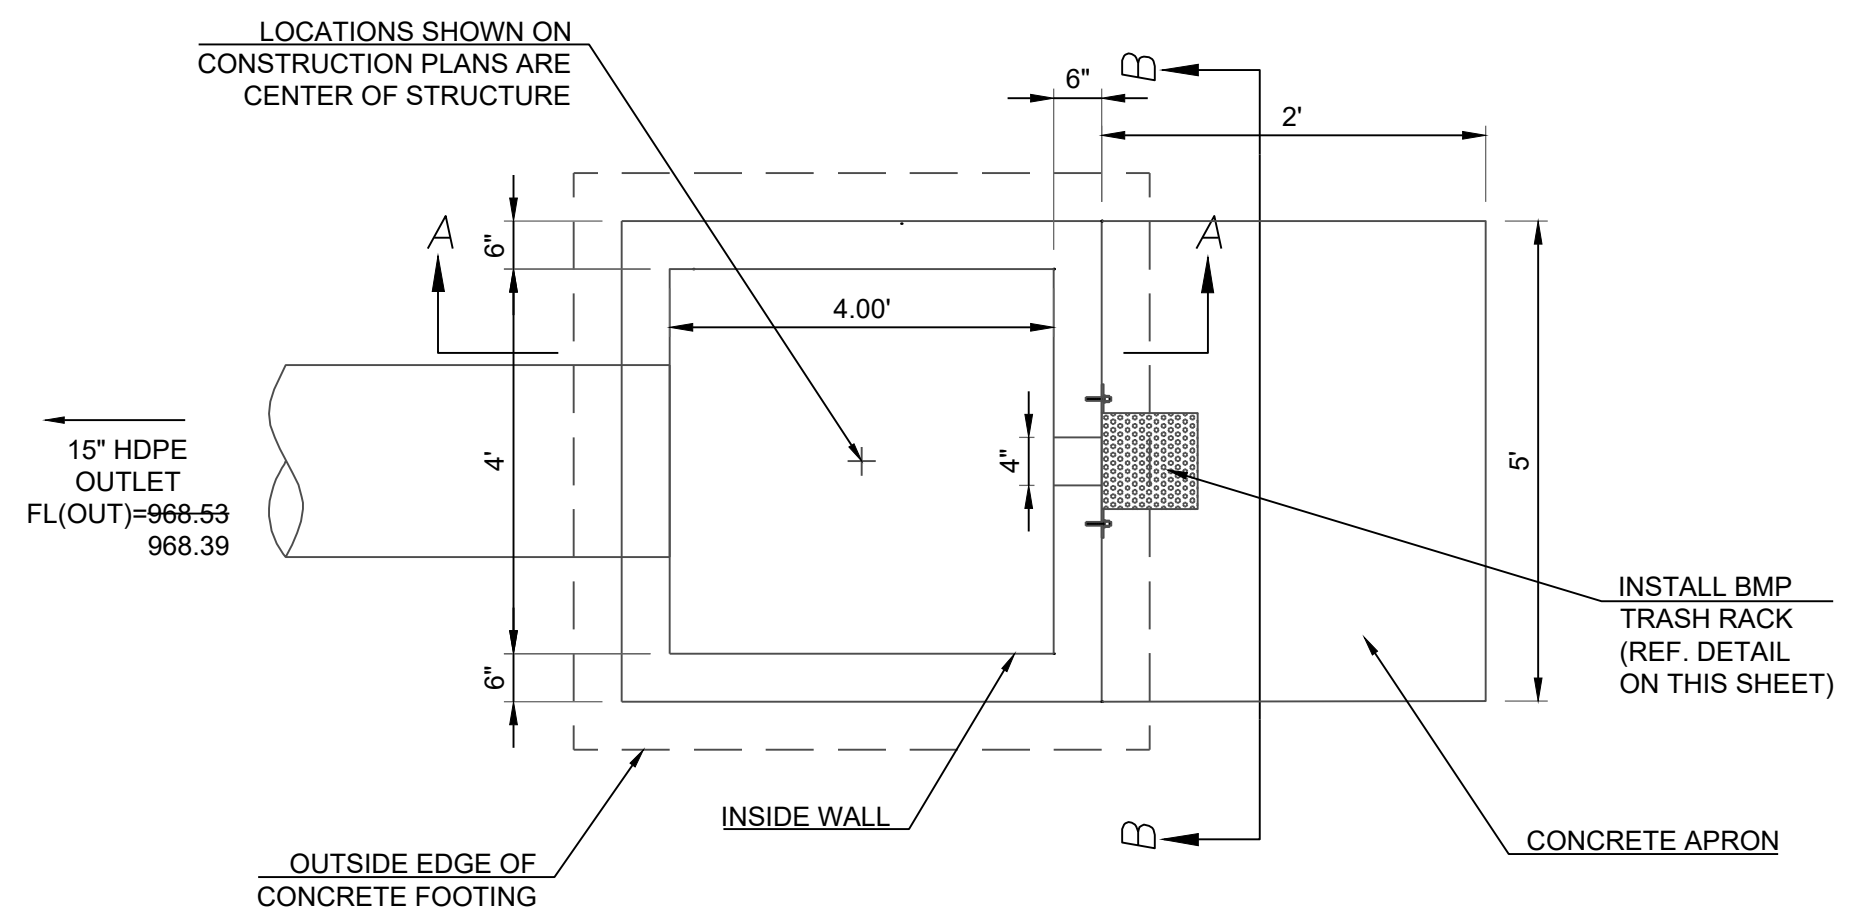 LOCATIONS SHOWN ON
CONSTRUCTION PLANS ARE
CENTER OF STRUCTURE
B
6"
2'
A
A
6"
4.00'
15" HDPE
OUTLET
FL(OUT)=968.53
968.39
4'
4"
5'
INSTALL BMP
TRASH RACK
(REF. DETAIL
ON THIS SHEET)
6"
INSIDE WALL
B
CONCRETE APRON
OUTSIDE EDGE OF
CONCRETE FOOTING